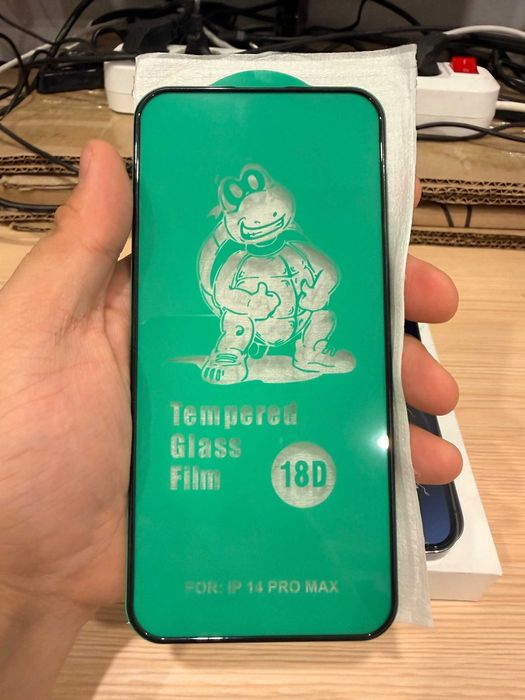 Tempered
Glass
Film
18D
FOR: IP 14 PRO MAX